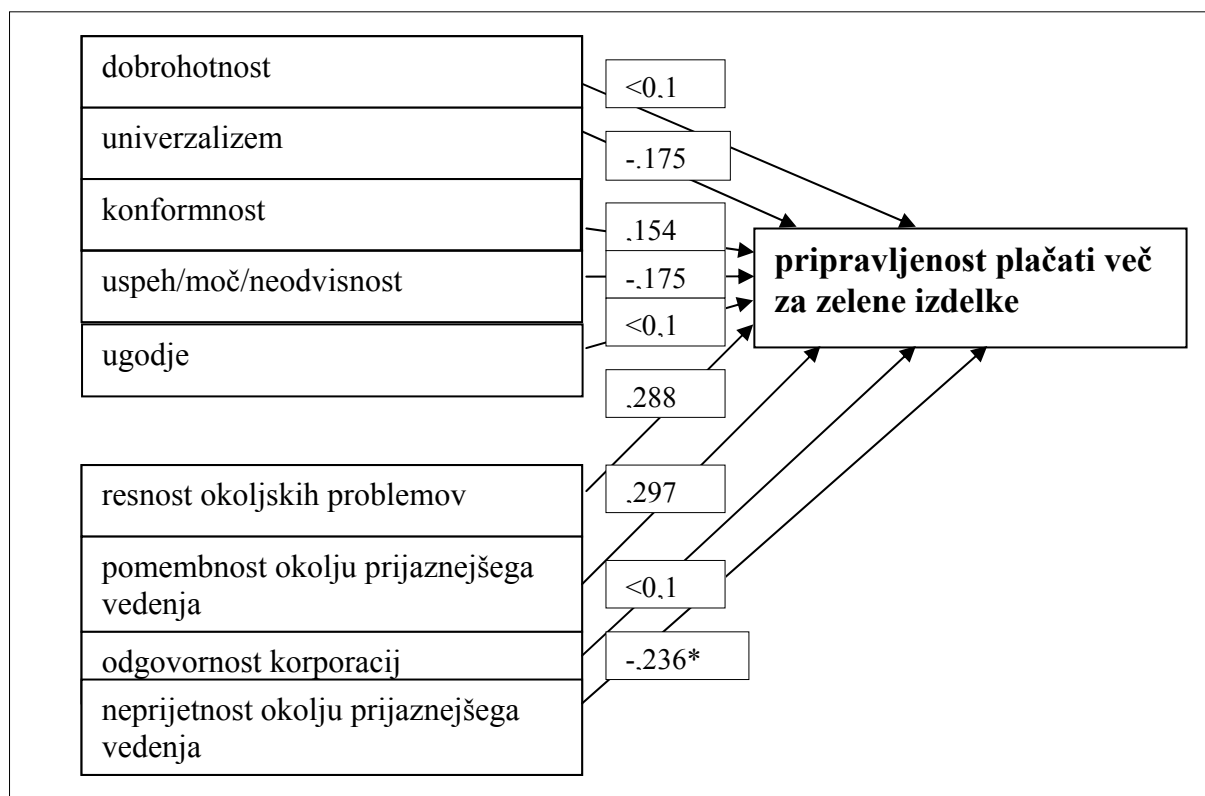 dobrohotnost
<0,1
univerzalizem
-,175
konformnost
,154
uspeh/moč/neodvisnost
-,175
ugodje
<0,1
pripravljenost plačati več
za zelene izdelke
,288
resnost okoljskih problemov
,297
pomembnost okolju prijaznejšega
vedenja
<0,1
odgovornost korporacij
-,236*
neprijetnost okolju prijaznejšega
vedenja